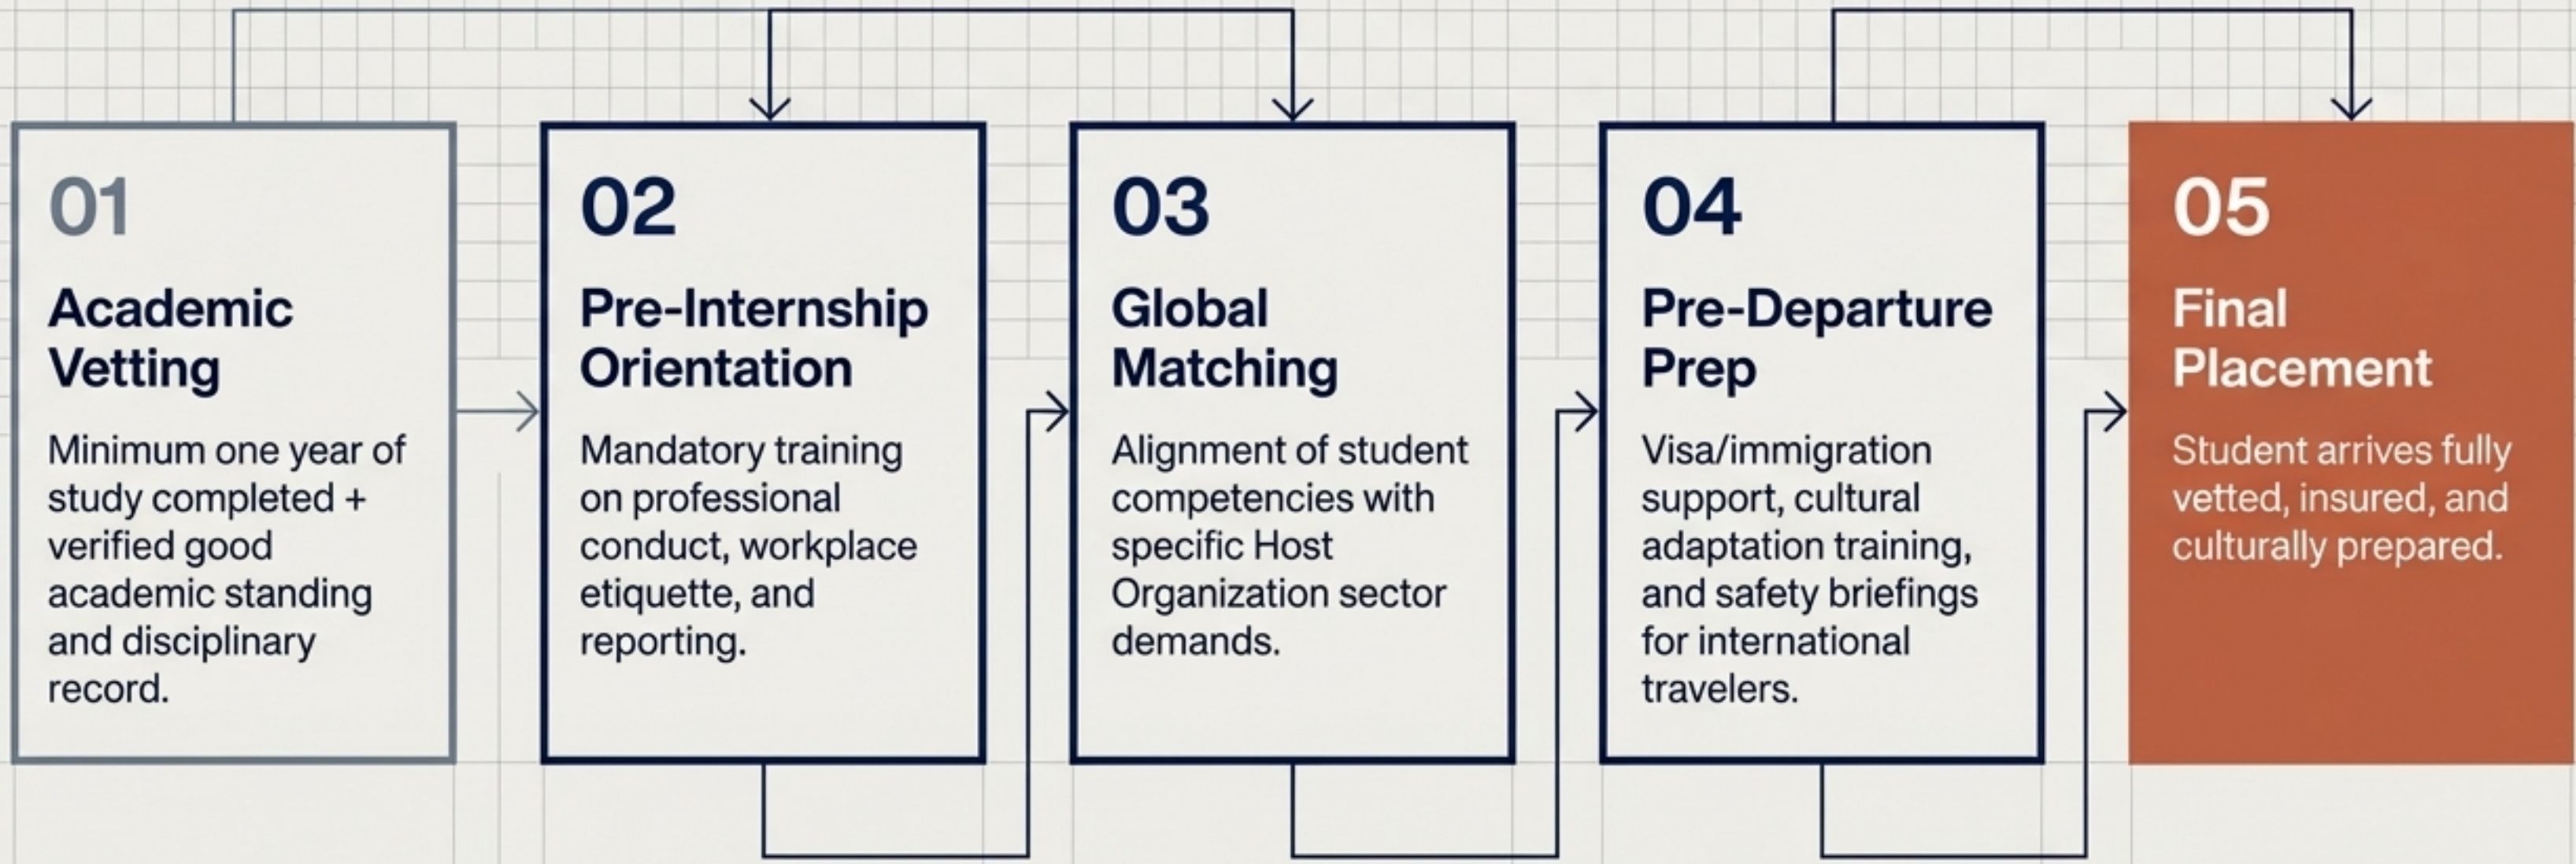 01
Academic
Vetting
Minimum one year of
study completed +
verified good
academic standing
and disciplinary
record.
02
Pre-Internship
Orientation
Mandatory training
on professional
conduct, workplace
etiquette, and
reporting.
03
Global
Matching
Alignment of student
competencies with
specific Host
Organization sector
demands.
04
Pre-Departure
Prep
Visa/immigration
support, cultural
adaptation training,
and safety briefings
for international
travelers.
05
Final
Placement
Student arrives fully
vetted, insured, and
culturally prepared.